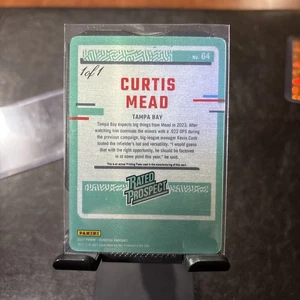 No. 64
1 of 1
CURTIS
MEAD
TAMPA BAY
Tampa Bay expects big things from Mead in 2023. After
watching him dominate the minors with a .922 OPS during
the previous campaign, big-league manager Kevin Cash
touted the infielder's bat and versatility. "I would guess
that with the right opportunity, he should be factored
in at some point this year," he said.
RATED
PROSPECT
PANINI